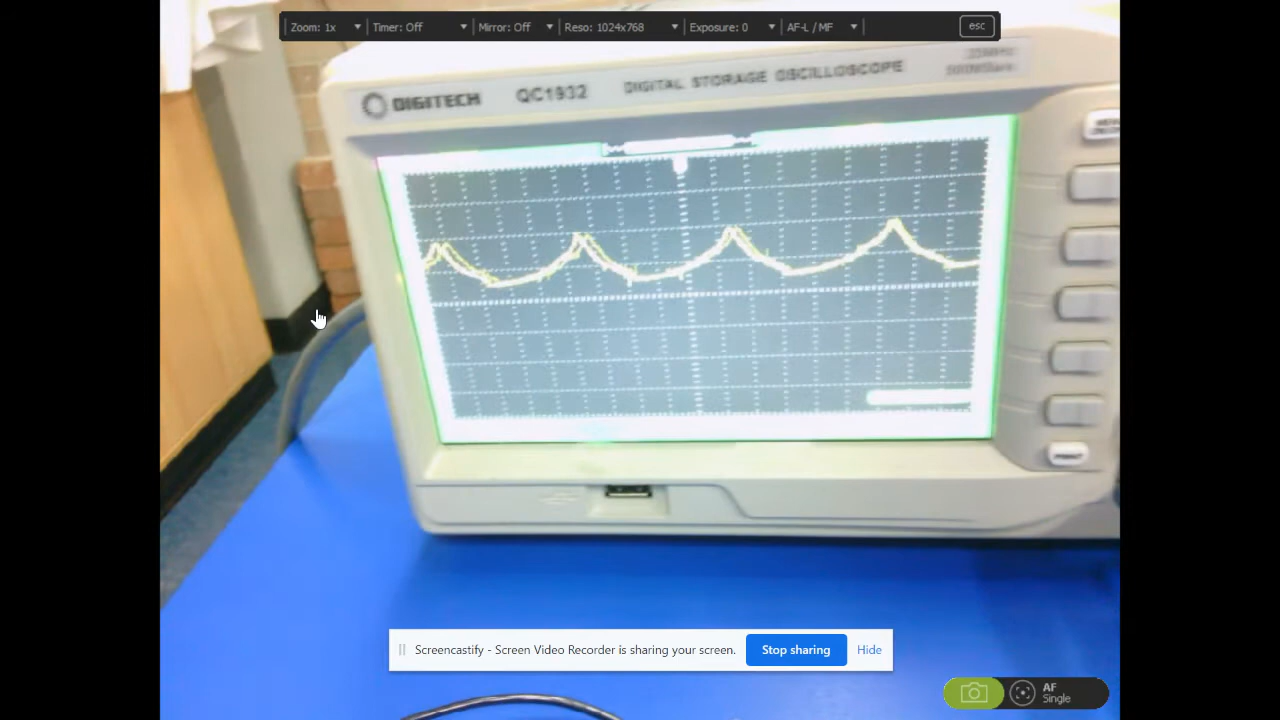 Zoom: 1x Timer: Off Mirror: Off Reso: 1024x768 Exposure: 0 AF-L / MF esc
DIGITECH QC1932 DIGITAL STORAGE OSCILLOSCOPE
25MHz
Screencastify - Screen Video Recorder is sharing your screen. Stop sharing Hide
AF
Single